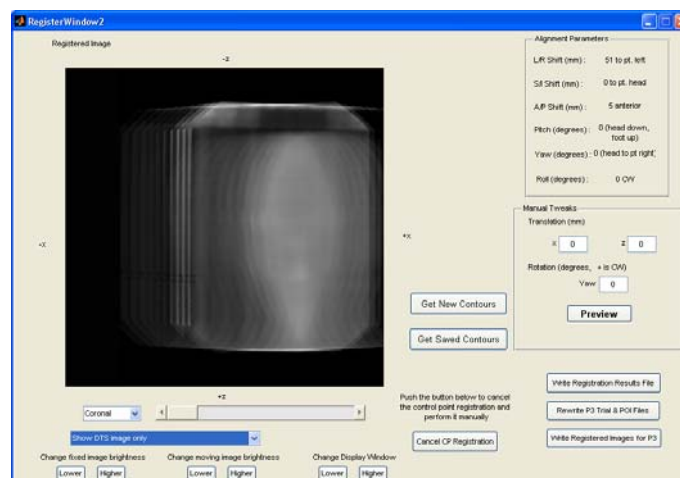 RegisterWindow2
Registered Image
-z
-x
+x
+z
Coronal
Show DTS image only
Change fixed image brightness
Lower Higher
Change moving image brightness
Lower Higher
Change Display Window
Lower Higher
Get New Contours
Get Saved Contours
Push the button below to cancel
the control point registration and
perform it manually
Cancel CP Registration
Alignment Parameters
L/R Shift (mm) : 51 to pt. left
S/I Shift (mm) : 0 to pt. head
A/P Shift (mm) : 5 anterior
Pitch (degrees) : 0 (head down,
foot up)
Yaw (degrees) : 0 (head to pt right)
Roll (degrees) : 0 CW
Manual Tweaks
Translation (mm)
x 0 z 0
Rotation (degrees, + is CW)
Yaw 0
Preview
Write Registration Results File
Rewrite P3 Trial & POI Files
Write Registered Images for P3